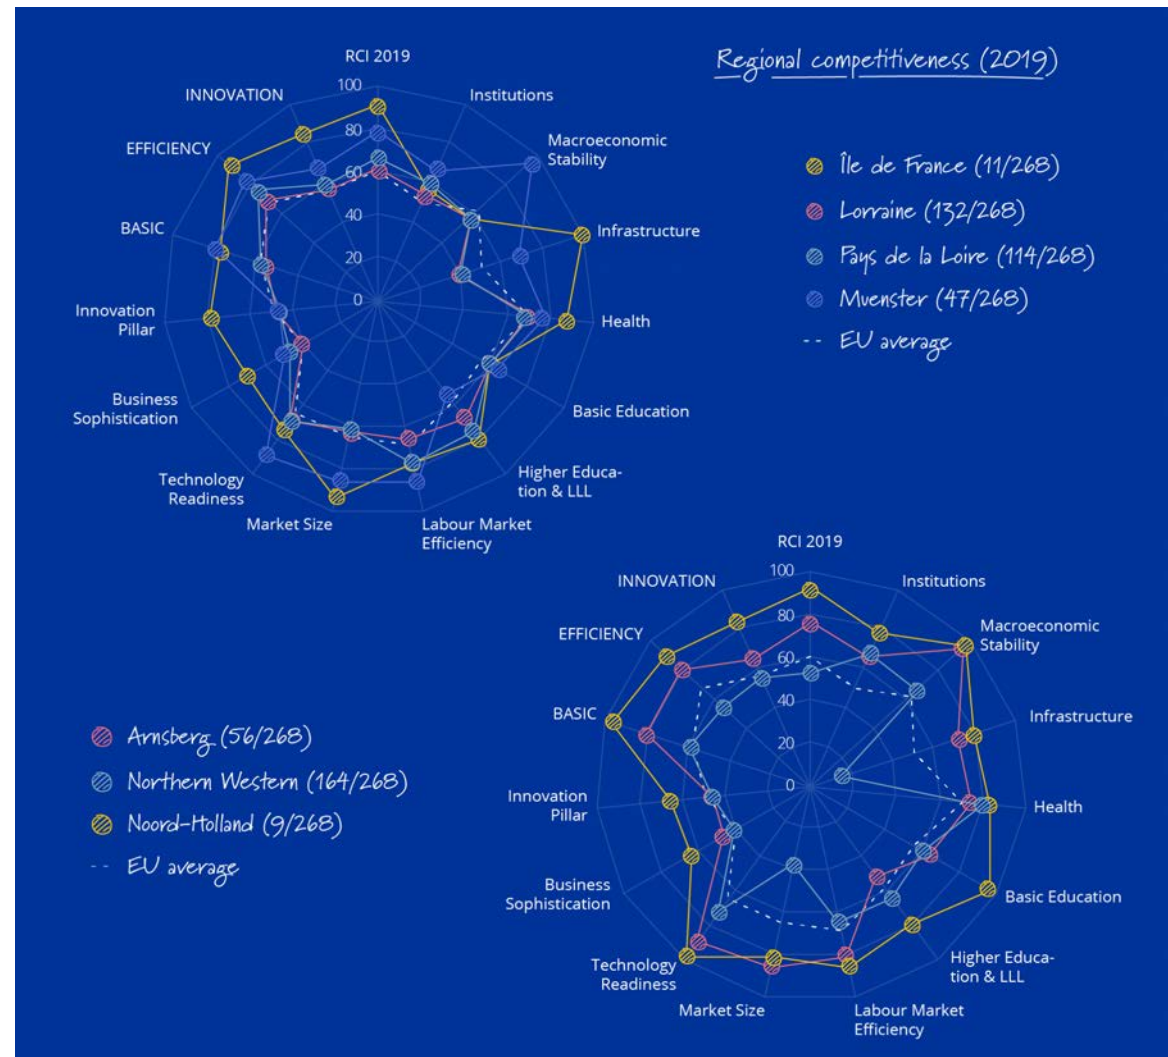 Regional competitiveness (2019)
RCI 2019
100
80
60
40
20
0
Institutions
Macroeconomic
Stability
Infrastructure
Health
Basic Education
Higher Educa-
tion & LLL
Labour Market
Efficiency
Market Size
Technology
Readiness
Business
Sophistication
Innovation
Pillar
BASIC
EFFICIENCY
INNOVATION
Île de France (11/268)
Lorraine (132/268)
Pays de la Loire (114/268)
Muenster (47/268)
EU average
RCI 2019
100
80
60
40
20
0
Institutions
Macroeconomic
Stability
Infrastructure
Health
Basic Education
Higher Educa-
tion & LLL
Labour Market
Efficiency
Market Size
Technology
Readiness
Business
Sophistication
Innovation
Pillar
BASIC
EFFICIENCY
INNOVATION
Arnsberg (56/268)
Northern Western (164/268)
Noord-Holland (9/268)
EU average